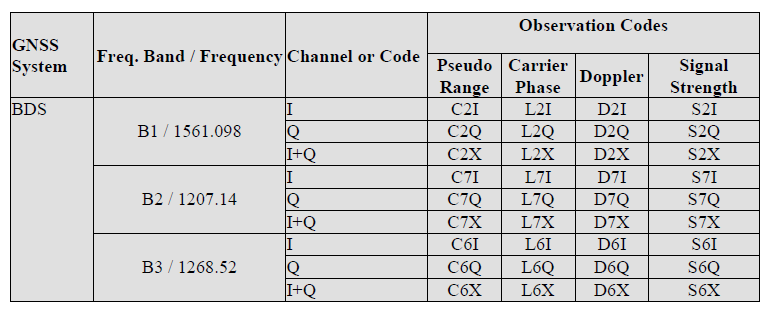 GNSS System Freq. Band / Frequency Channel or Code Observation Codes
Pseudo Range Carrier Phase Doppler Signal Strength
BDS B1 / 1561.098 I C2I L2I D2I S2I
Q C2Q L2Q D2Q S2Q
I+Q C2X L2X D2X S2X
B2 / 1207.14 I C7I L7I D7I S7I
Q C7Q L7Q D7Q S7Q
I+Q C7X L7X D7X S7X
B3 / 1268.52 I C6I L6I D6I S6I
Q C6Q L6Q D6Q S6Q
I+Q C6X L6X D6X S6X